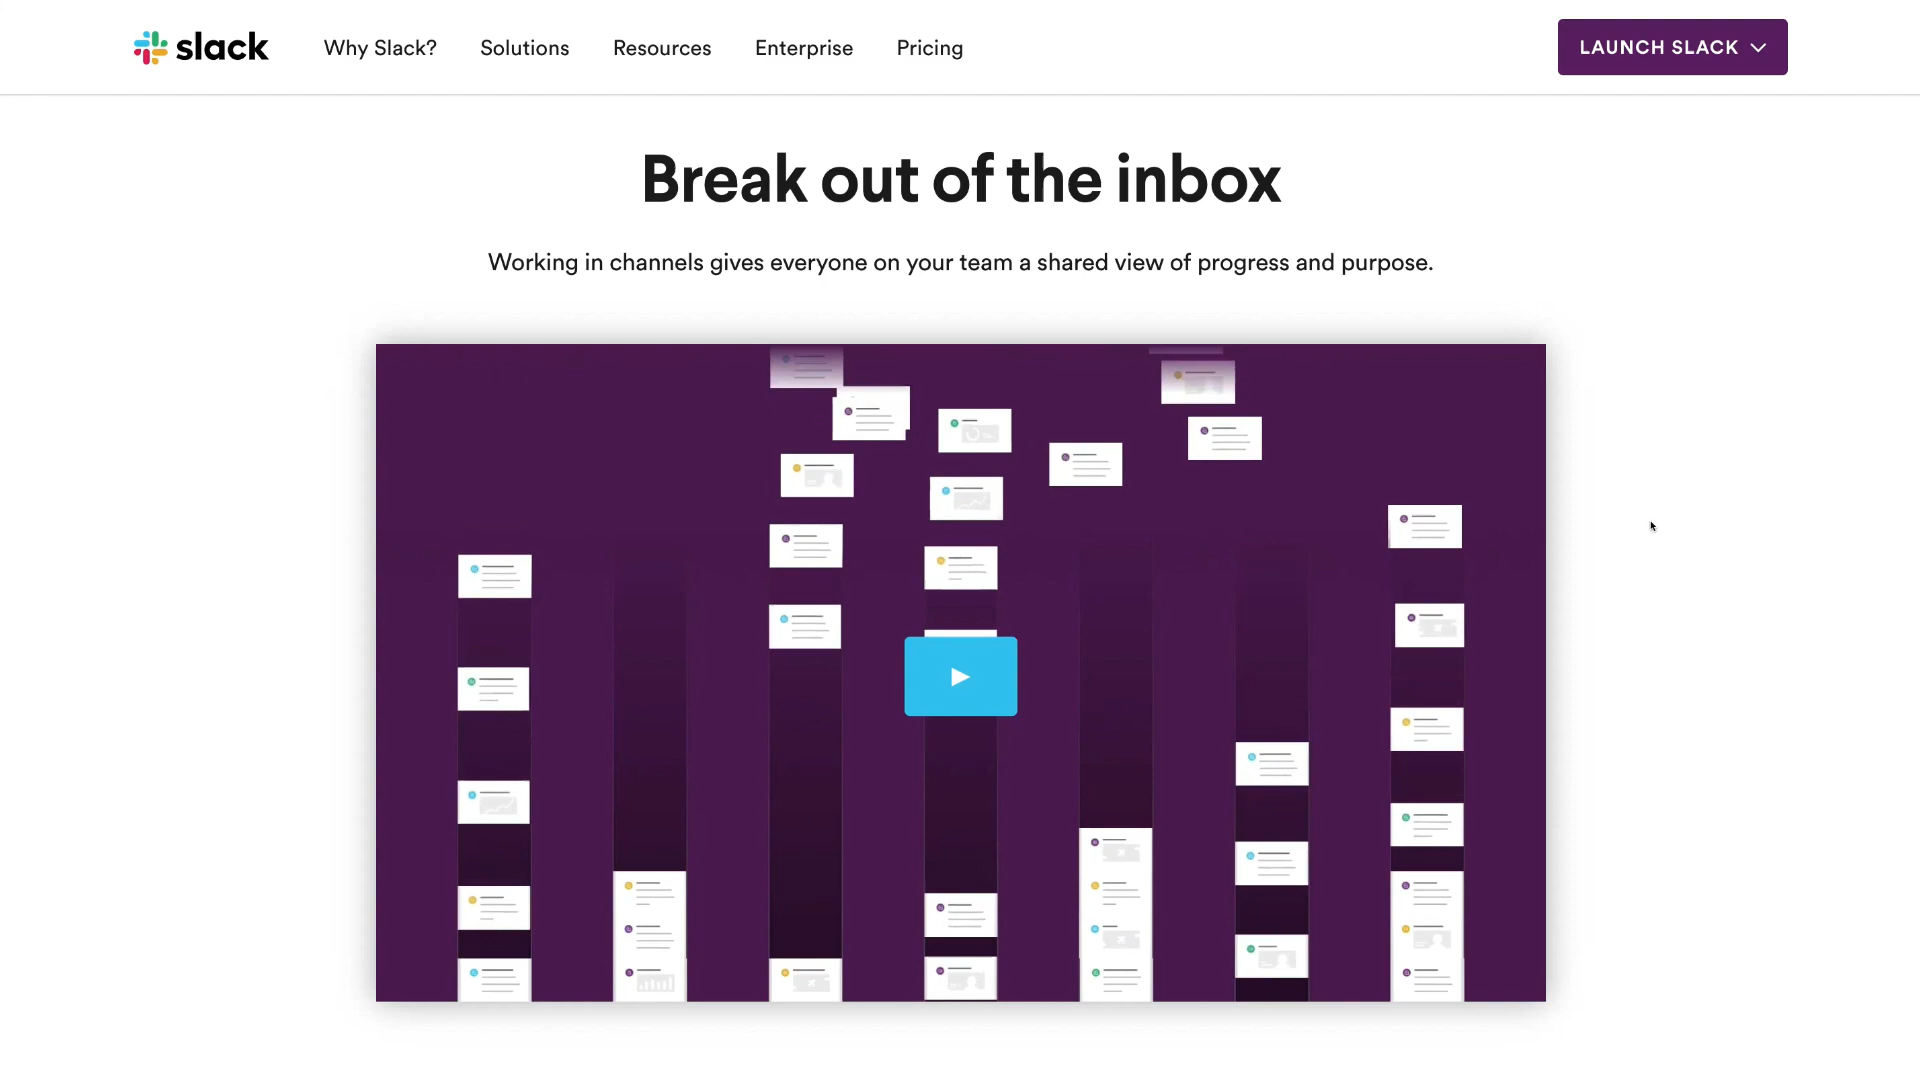 slack
Why Slack?
Solutions
Resources
Enterprise
Pricing
LAUNCH SLACK
Break out of the inbox
Working in channels gives everyone on your team a shared view of progress and purpose.